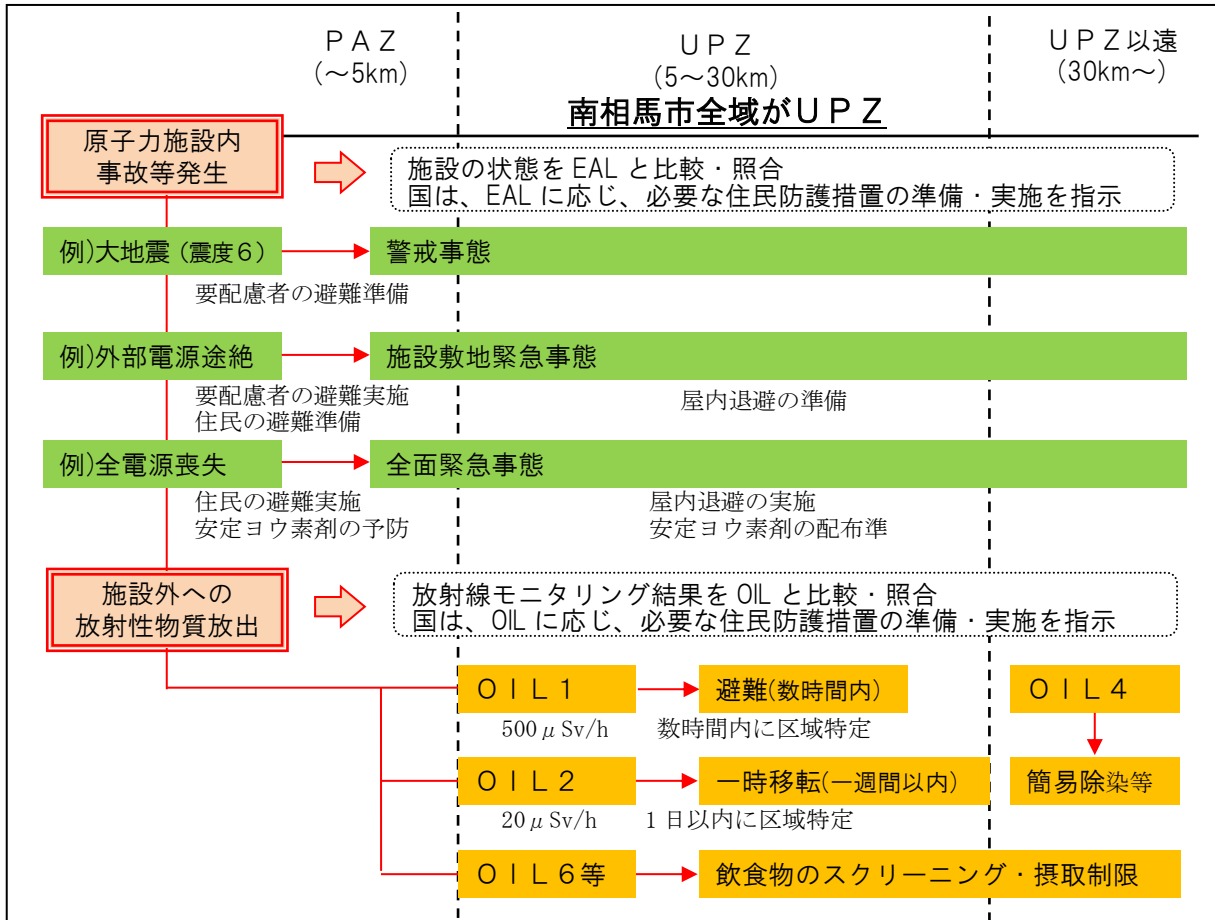 ＰＡＺ
(～5km)
ＵＰＺ
(5～30km)
南相馬市全域がＵＰＺ
ＵＰＺ以遠
(30km～)
原子力施設内
事故等発生
施設の状態を EAL と比較・照合
国は、EAL に応じ、必要な住民防護措置の準備・実施を指示
例)大地震（震度６）
警戒事態
要配慮者の避難準備
例)外部電源途絶
施設敷地緊急事態
要配慮者の避難実施
住民の避難準備
屋内退避の準備
例)全電源喪失
全面緊急事態
住民の避難実施
安定ヨウ素剤の予防
屋内退避の実施
安定ヨウ素剤の配布準
施設外への
放射性物質放出
放射線モニタリング結果を OIL と比較・照合
国は、OIL に応じ、必要な住民防護措置の準備・実施を指示
ＯＩＬ１
避難(数時間内)
ＯＩＬ４
500μSv/h
数時間内に区域特定
ＯＩＬ２
一時移転(一週間以内)
簡易除染等
20μSv/h
１日以内に区域特定
ＯＩＬ６等
飲食物のスクリーニング・摂取制限